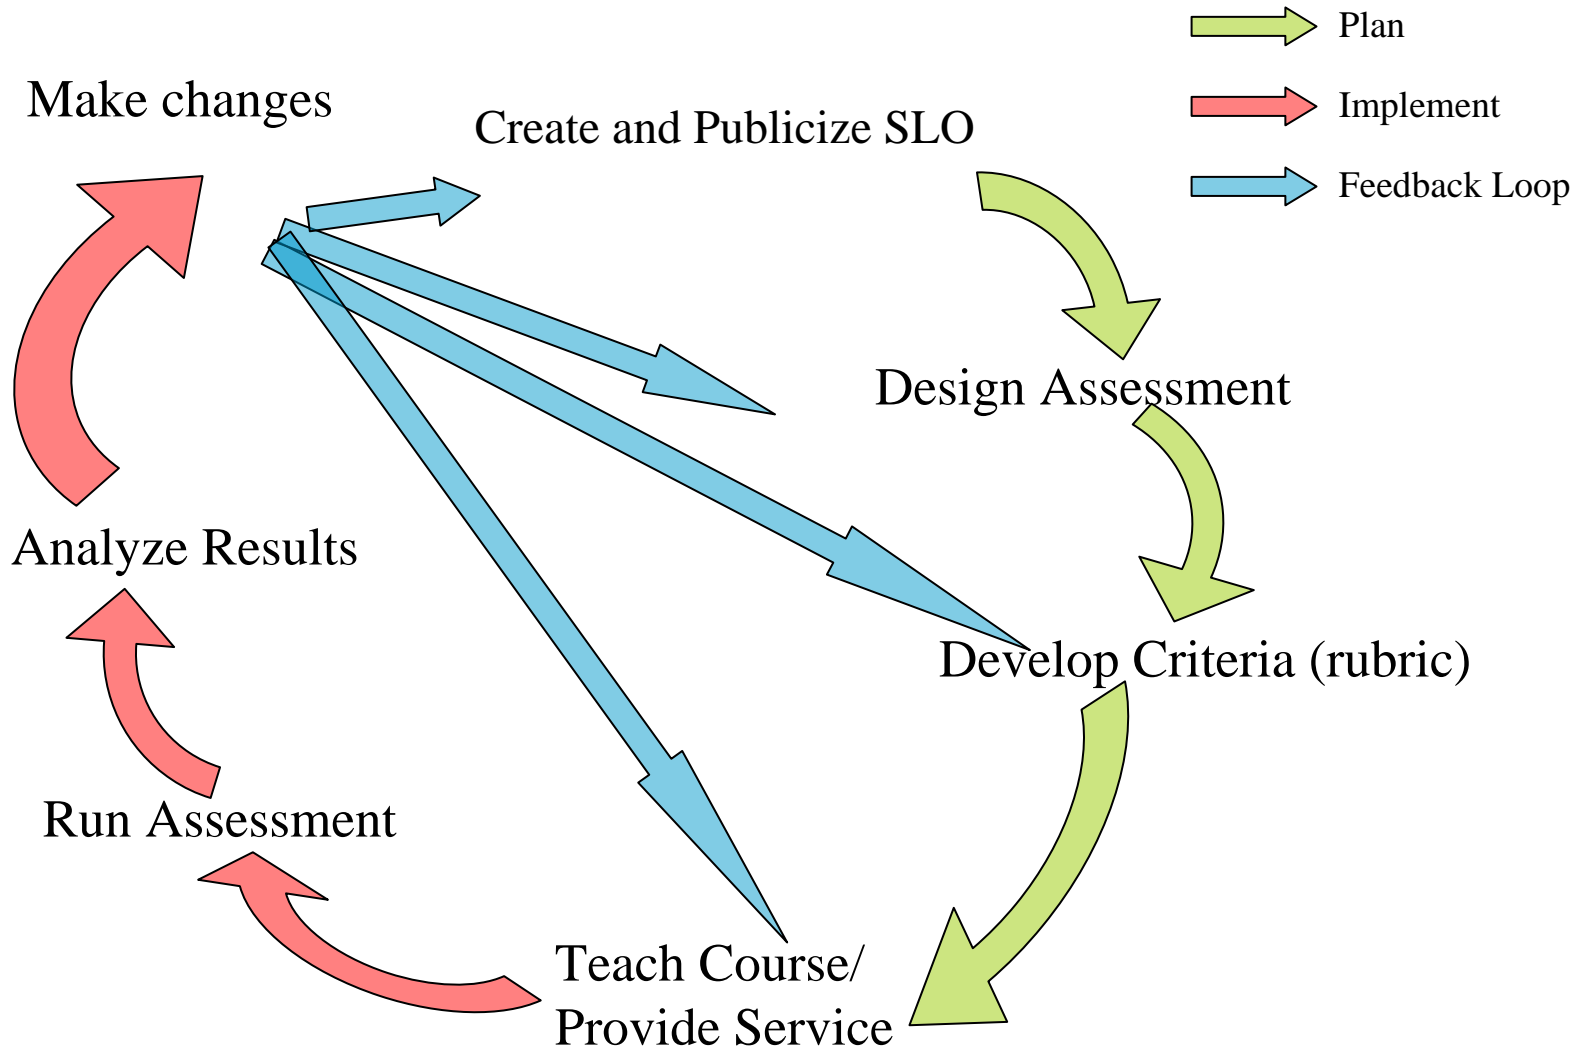 Plan
Implement
Feedback Loop
Make changes
Create and Publicize SLO
Design Assessment
Develop Criteria (rubric)
Teach Course/
Provide Service
Run Assessment
Analyze Results